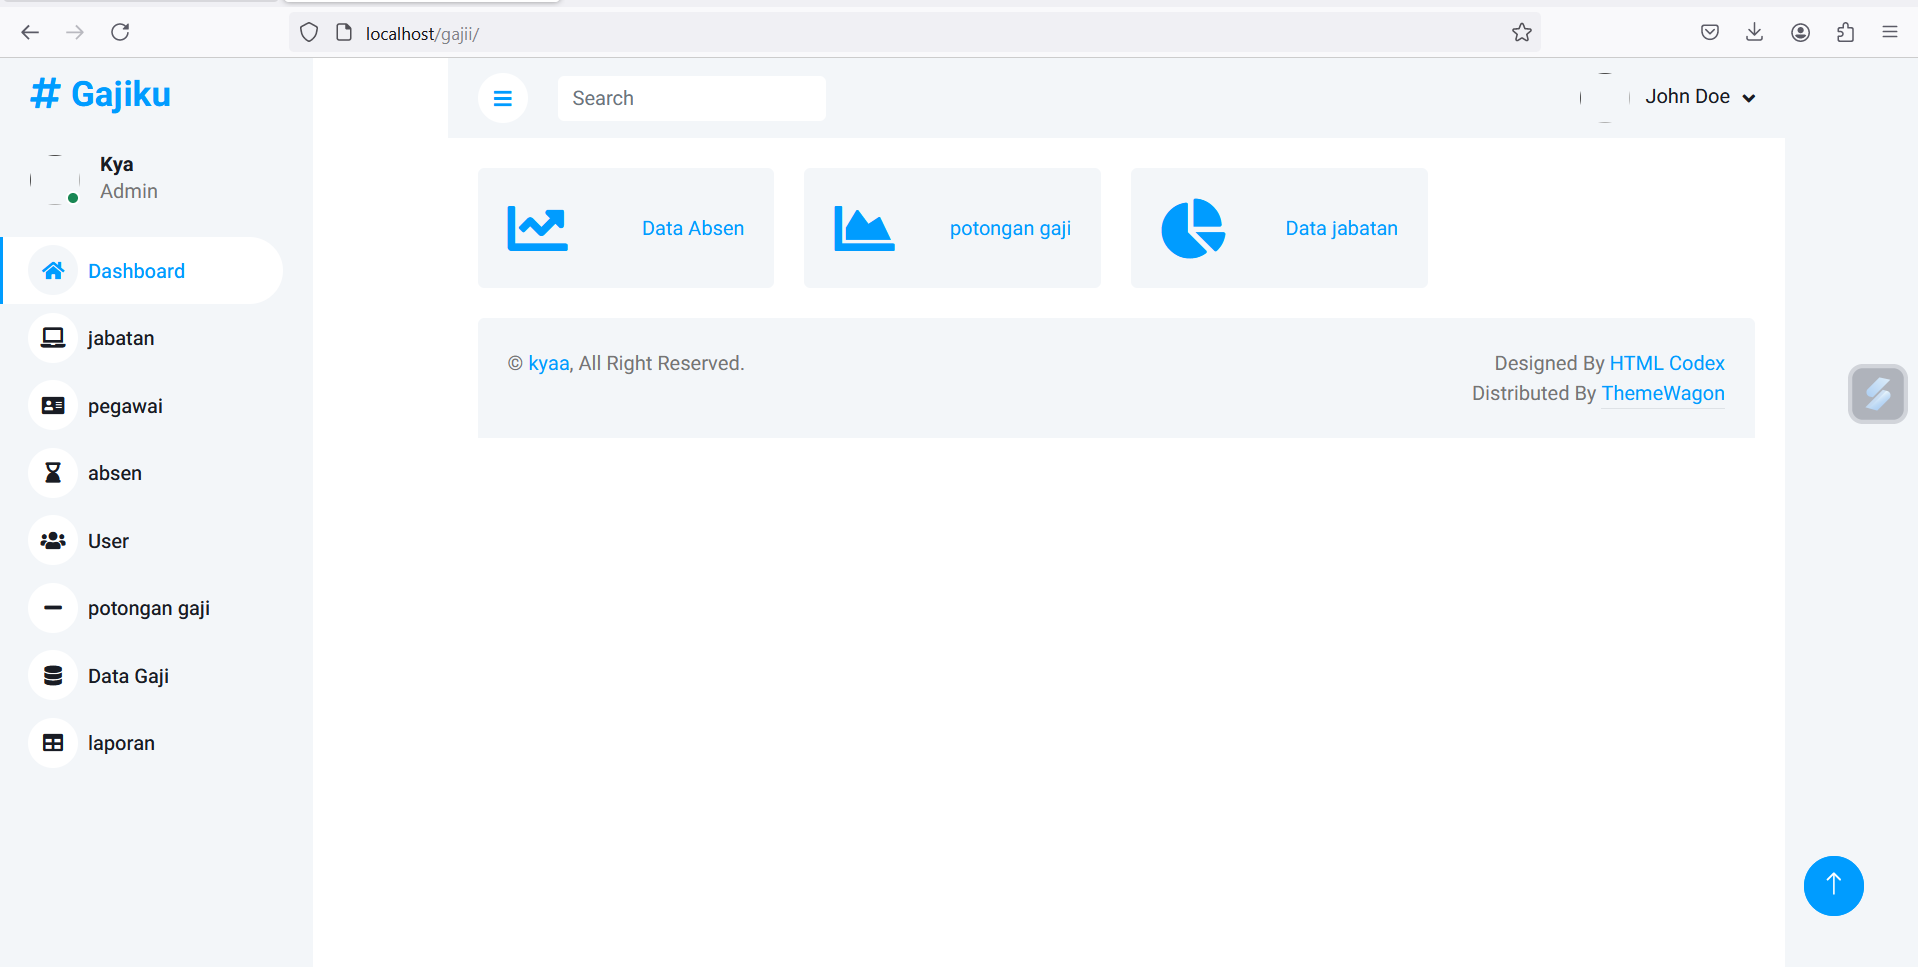 localhost/gajii/
# Gajiku
Kya
Admin
Dashboard
jabatan
pegawai
absen
User
potongan gaji
Data Gaji
laporan
Search
John Doe
Data Absen
potongan gaji
Data jabatan
© kyaa, All Right Reserved.
Designed By HTML Codex
Distributed By ThemeWagon